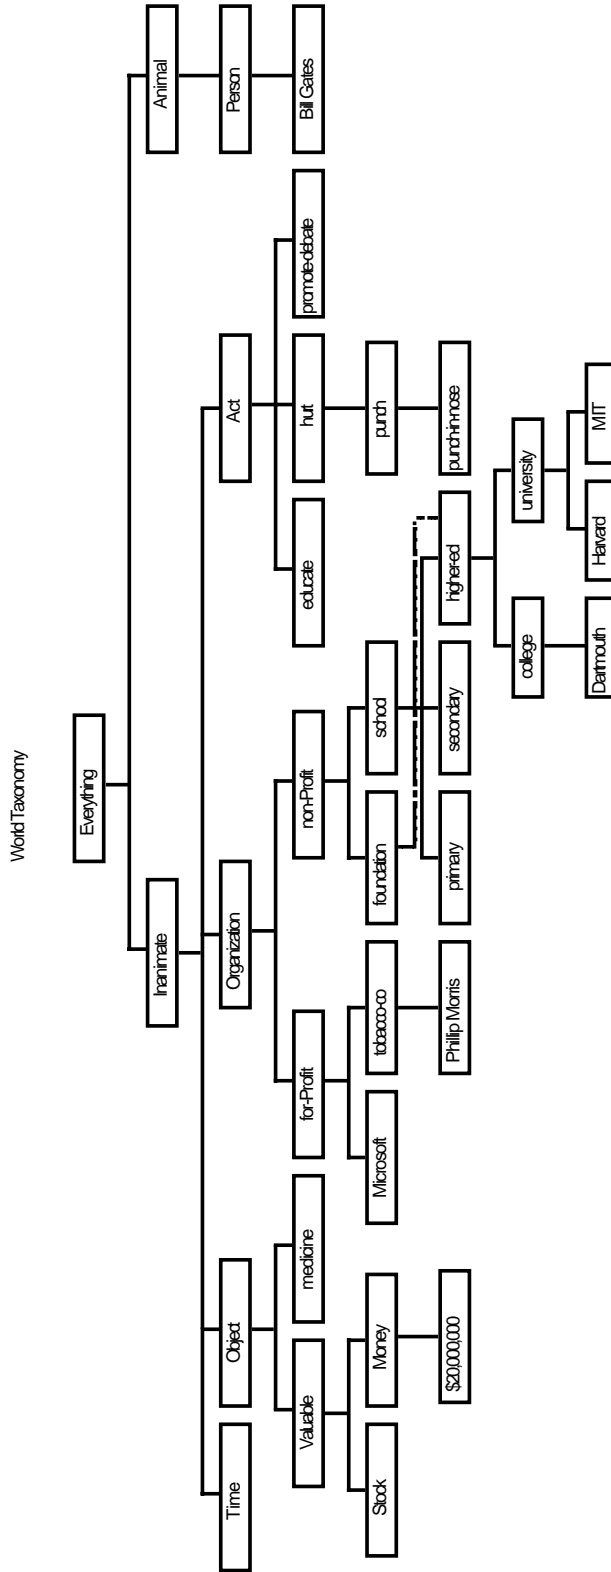 World Taxonomy
Everything
Inanimate
Animal
Time
Object
Organization
Act
Person
Valuable
medicine
for-Profit
non-Profit
educate
hurt
promote-debate
Bill Gates
Stock
Money
Microsoft
tobacco-co
foundation
school
punch
$20,000,000
Phillip Morris
primary
secondary
higher-ed
punch-in-nose
college
university
Dartmouth
Harvard
MIT